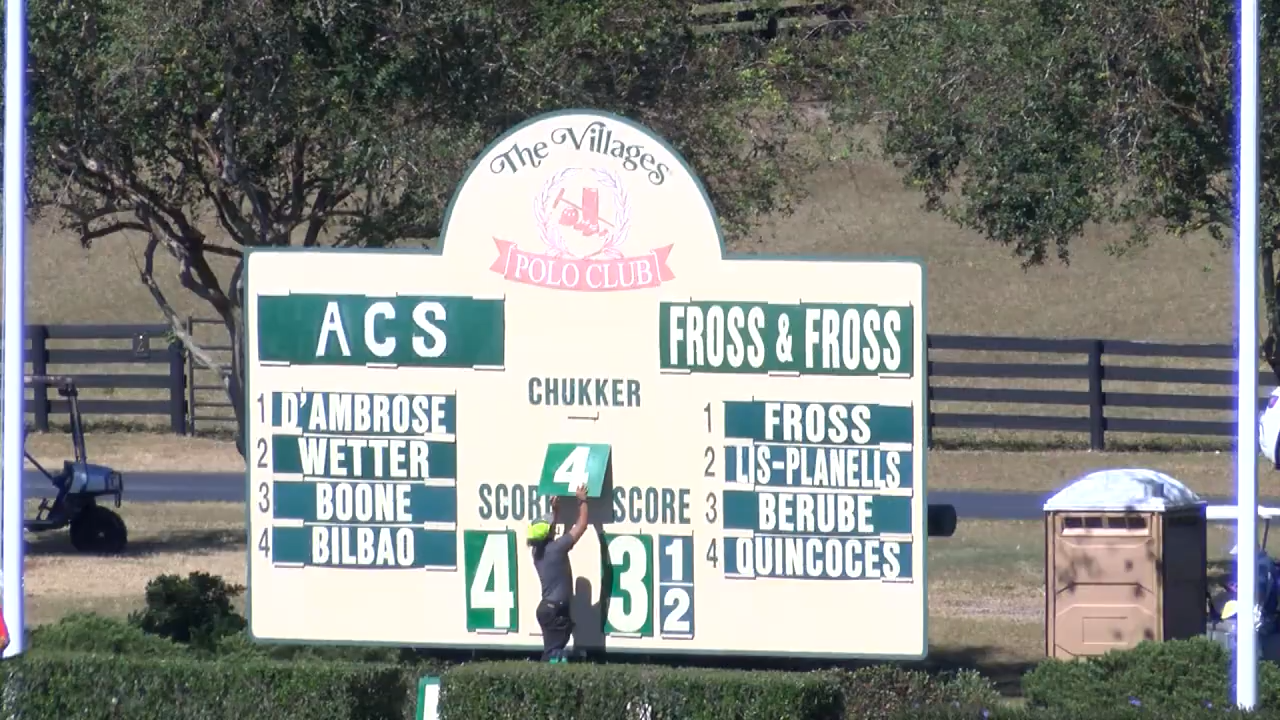 The Villages
POLO CLUB
ACS
FROSS & FROSS
CHUKKER
4
1 D'AMBROSE
2 WETTER
3 BOONE
4 BILBAO
1 FROSS
2 LIS-PLANELLS
3 BERUBE
4 QUINCOCES
SCORE
4
SCORE
3 1
2